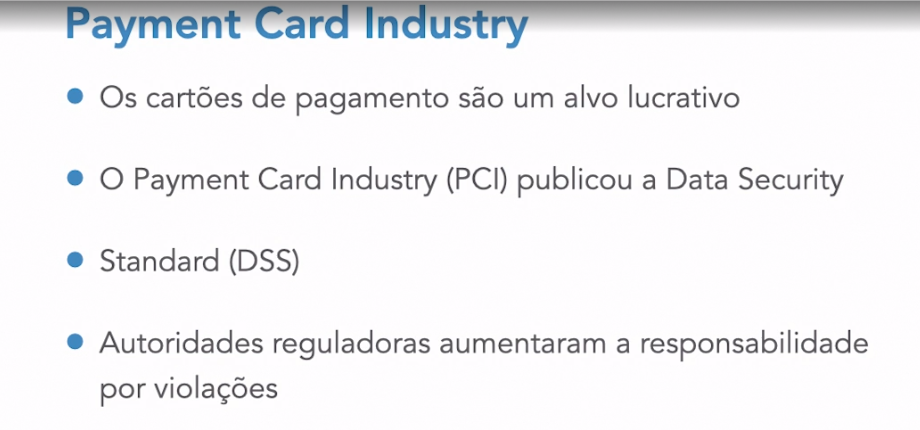 Payment Card Industry
• Os cartões de pagamento são um alvo lucrativo
• O Payment Card Industry (PCI) publicou a Data Security
• Standard (DSS)
• Autoridades reguladoras aumentaram a responsabilidade
por violações